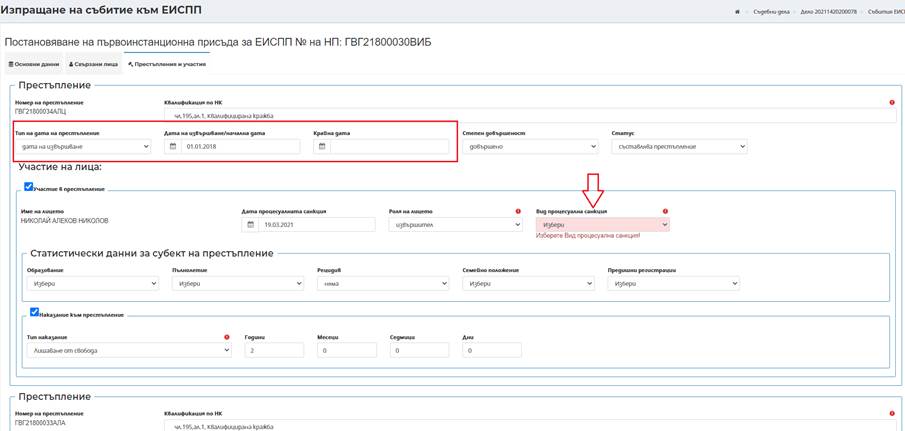 Изпращане на събитие към ЕИСПП
Съдебни дела > Дело 20211420200078 > Събития ЕИС
Постановяване на първоинстанционна присъда за ЕИСПП № на НП: ГВГ21800030ВИБ
Основни данни Свързани лица Престъпления и участия
Престъпление
Номер на престъпление Квалификация по НК
ГВГ21800034АЛЦ
чл.195,ал.1, Квалифицирана кражба
Тип на дата на престъпление Дата на извършване/начална дата Крайна дата Степен довършеност Статус
дата на извършване 01.01.2018 довършено съставлява престъпление
Участие на лица:
Участие в престъпление
Име на лицето Дата процесуалната санкция Роля на лицето Вид процесуална санкция
НИКОЛАЙ АЛЕКОВ НИКОЛОВ 19.03.2021 извършител Избери
Изберете Вид процесуална санкция!
Статистически данни за субект на престъпление
Образование Пълнолетие Рецидив Семейно положение Предишни регистрации
Избери Избери няма Избери Избери
Наказание към престъпление
Тип наказание Години Месеци Седмици Дни
Лишаване от свобода 2 0 0 0
Престъпление
Номер на престъпление Квалификация по НК
ГВГ21800033АЛА
чл.195,ал.1, Квалифицирана кражба